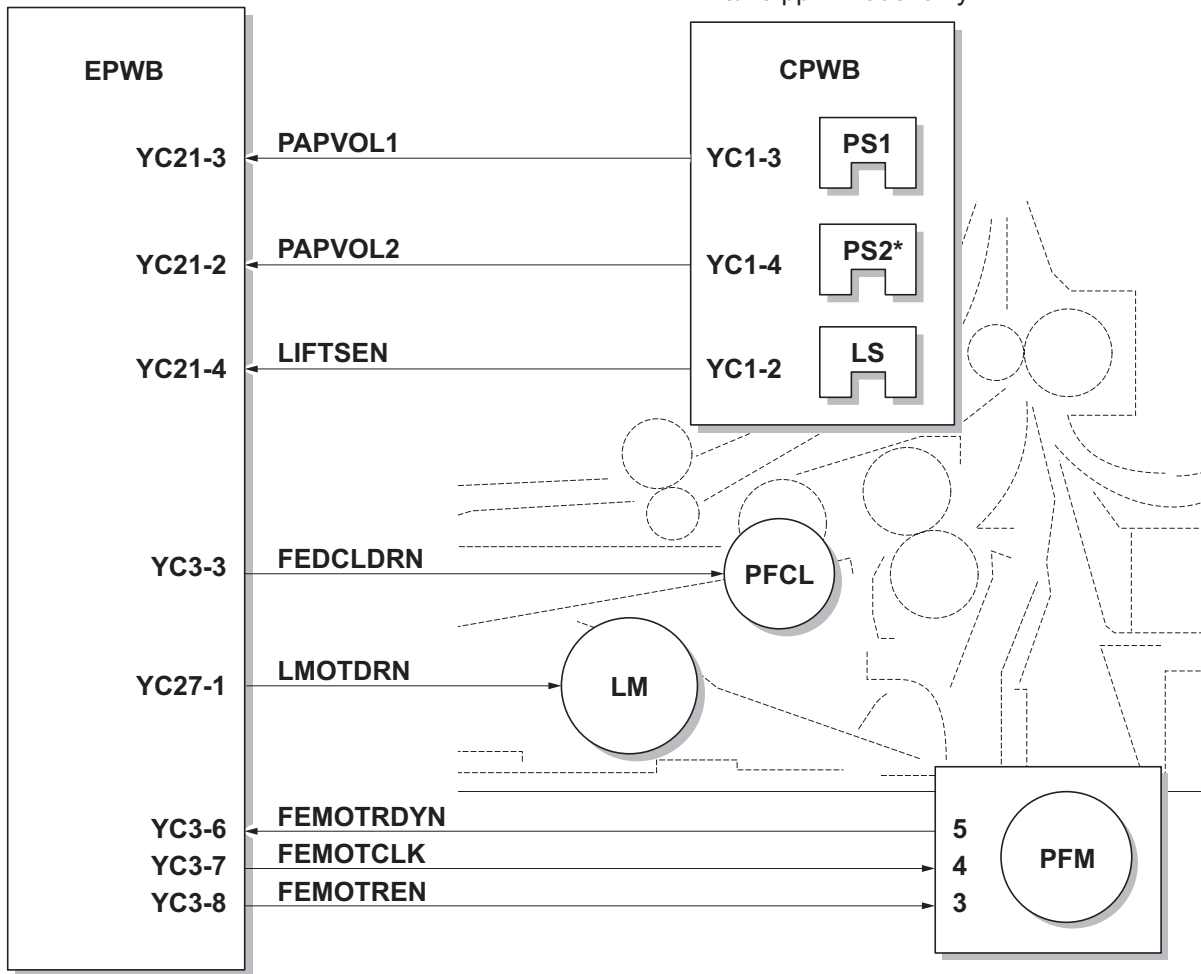 EPWB
CPWB
YC21-3 PAPVOL1 YC1-3 PS1
YC21-2 PAPVOL2 YC1-4 PS2*
YC21-4 LIFTSEN YC1-2 LS
YC3-3 FEDCLDRN PFCL
YC27-1 LMOTDRN LM
YC3-6 FEMOTRDYN 5
YC3-7 FEMOTCLK 4 PFM
YC3-8 FEMOTREN 3